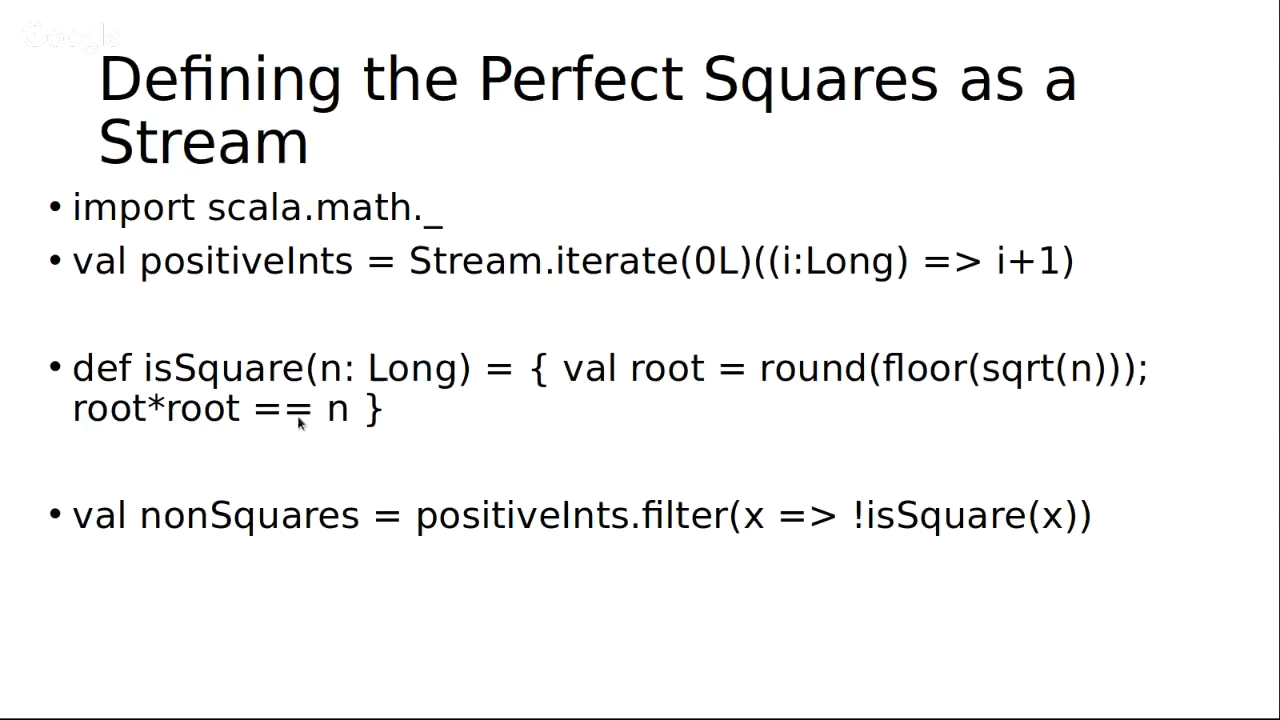 Google
Defining the Perfect Squares as a
Stream
• import scala.math._
• val positiveInts = Stream.iterate(0L)((i:Long) => i+1)
• def isSquare(n: Long) = { val root = round(floor(sqrt(n)));
root*root == n }
• val nonSquares = positiveInts.filter(x => !isSquare(x))